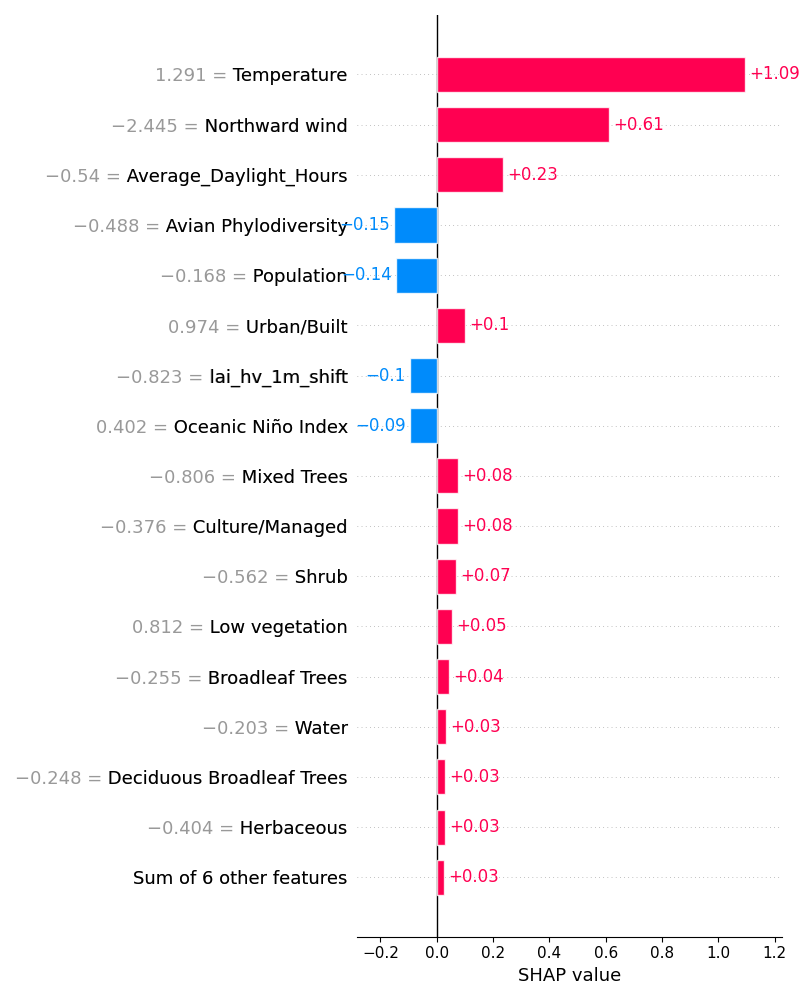 1.291 = Temperature +1.09
−2.445 = Northward wind +0.61
−0.54 = Average_Daylight_Hours +0.23
−0.488 = Avian Phylodiversity −0.15
−0.168 = Population −0.14
0.974 = Urban/Built +0.1
−0.823 = lai_hv_1m_shift −0.1
0.402 = Oceanic Niño Index −0.09
−0.806 = Mixed Trees +0.08
−0.376 = Culture/Managed +0.08
−0.562 = Shrub +0.07
0.812 = Low vegetation +0.05
−0.255 = Broadleaf Trees +0.04
−0.203 = Water +0.03
−0.248 = Deciduous Broadleaf Trees +0.03
−0.404 = Herbaceous +0.03
Sum of 6 other features +0.03
−0.2 0.0 0.2 0.4 0.6 0.8 1.0 1.2
SHAP value